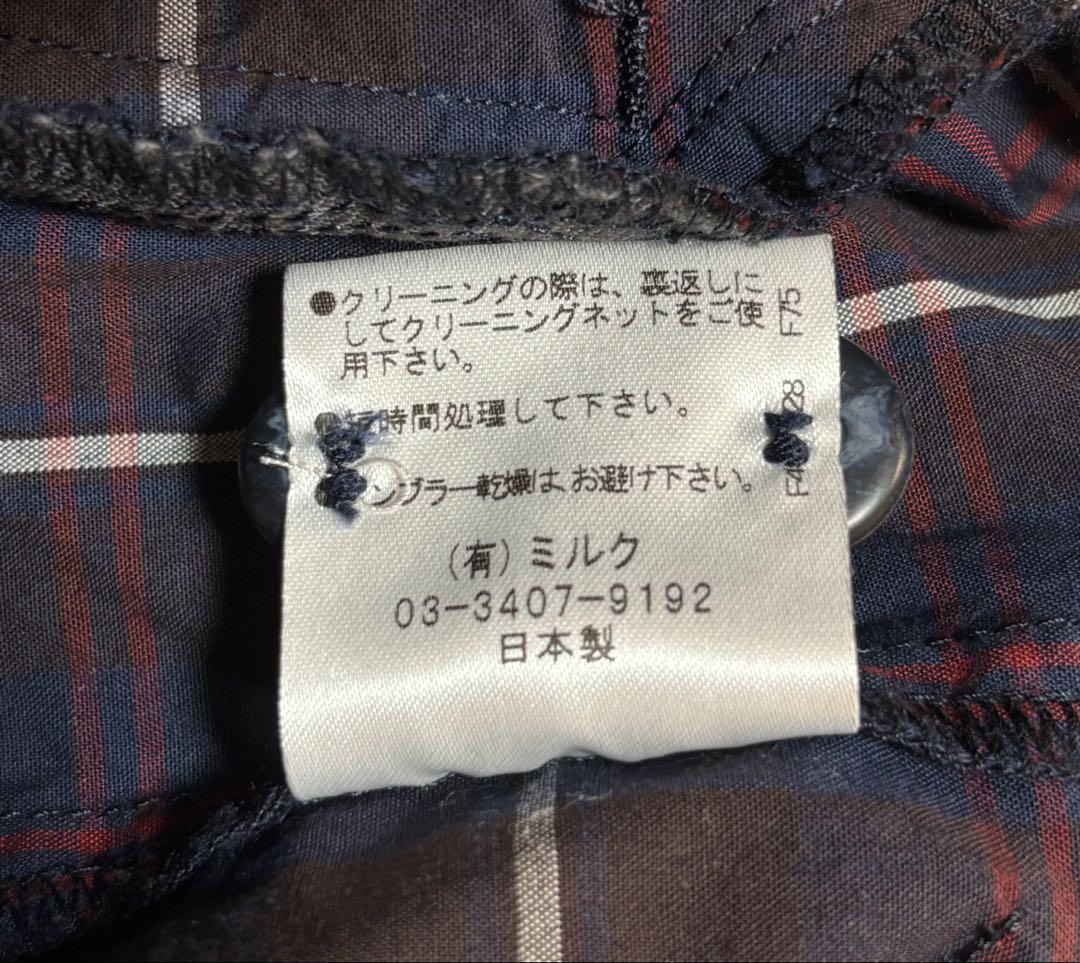 ●クリーニングの際は、裏返しに
してクリーニングネットをご使
用下さい。
時間処理して下さい。
ンブラー乾燥は、お避け下さい。
(有)ミルク
03-3407-9192
日本製
F75